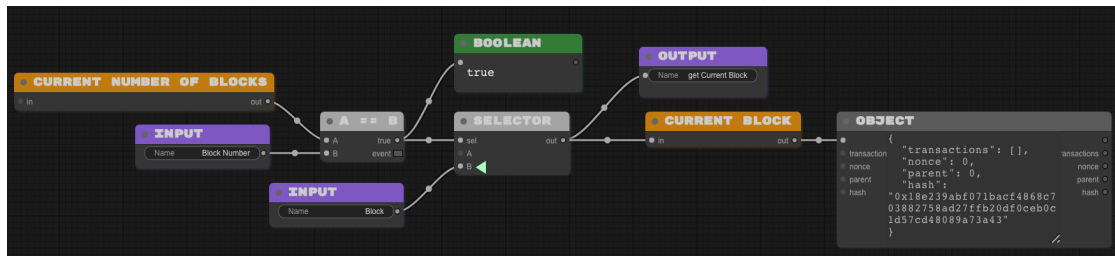 CURRENT NUMBER OF BLOCKS
in
out
INPUT
Name
Block Number
A == B
A
true
B
event
INPUT
Name
Block
BOOLEAN
true
SELECTOR
sel
out
A
B
OUTPUT
Name
get Current Block
CURRENT BLOCK
in
out
OBJECT
transaction
nonce
parent
hash
{
"transactions": [],
"nonce": 0,
"parent": 0,
"hash":
"0x18e239abf071bacf4868c7
03882758ad27ffb20df0ceb0c
1d57cd48089a73a43"
}
ransactions
nonce
parent
hash